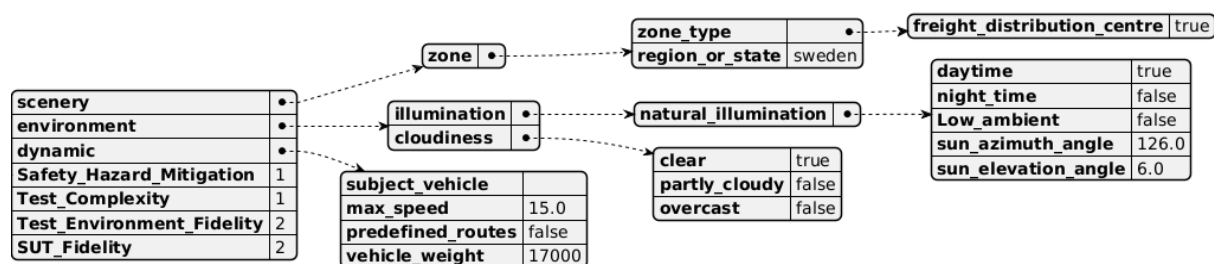 scenery
environment
dynamic
Safety_Hazard_Mitigation 1
Test_Complexity 1
Test_Environment_Fidelity 2
SUT_Fidelity 2
zone
illumination
cloudiness
subject_vehicle
max_speed 15.0
predefined_routes false
vehicle_weight 17000
zone_type
region_or_state sweden
natural_illumination
clear true
partly_cloudy false
overcast false
freight_distribution_centre true
daytime true
night_time false
Low_ambient false
sun_azimuth_angle 126.0
sun_elevation_angle 6.0